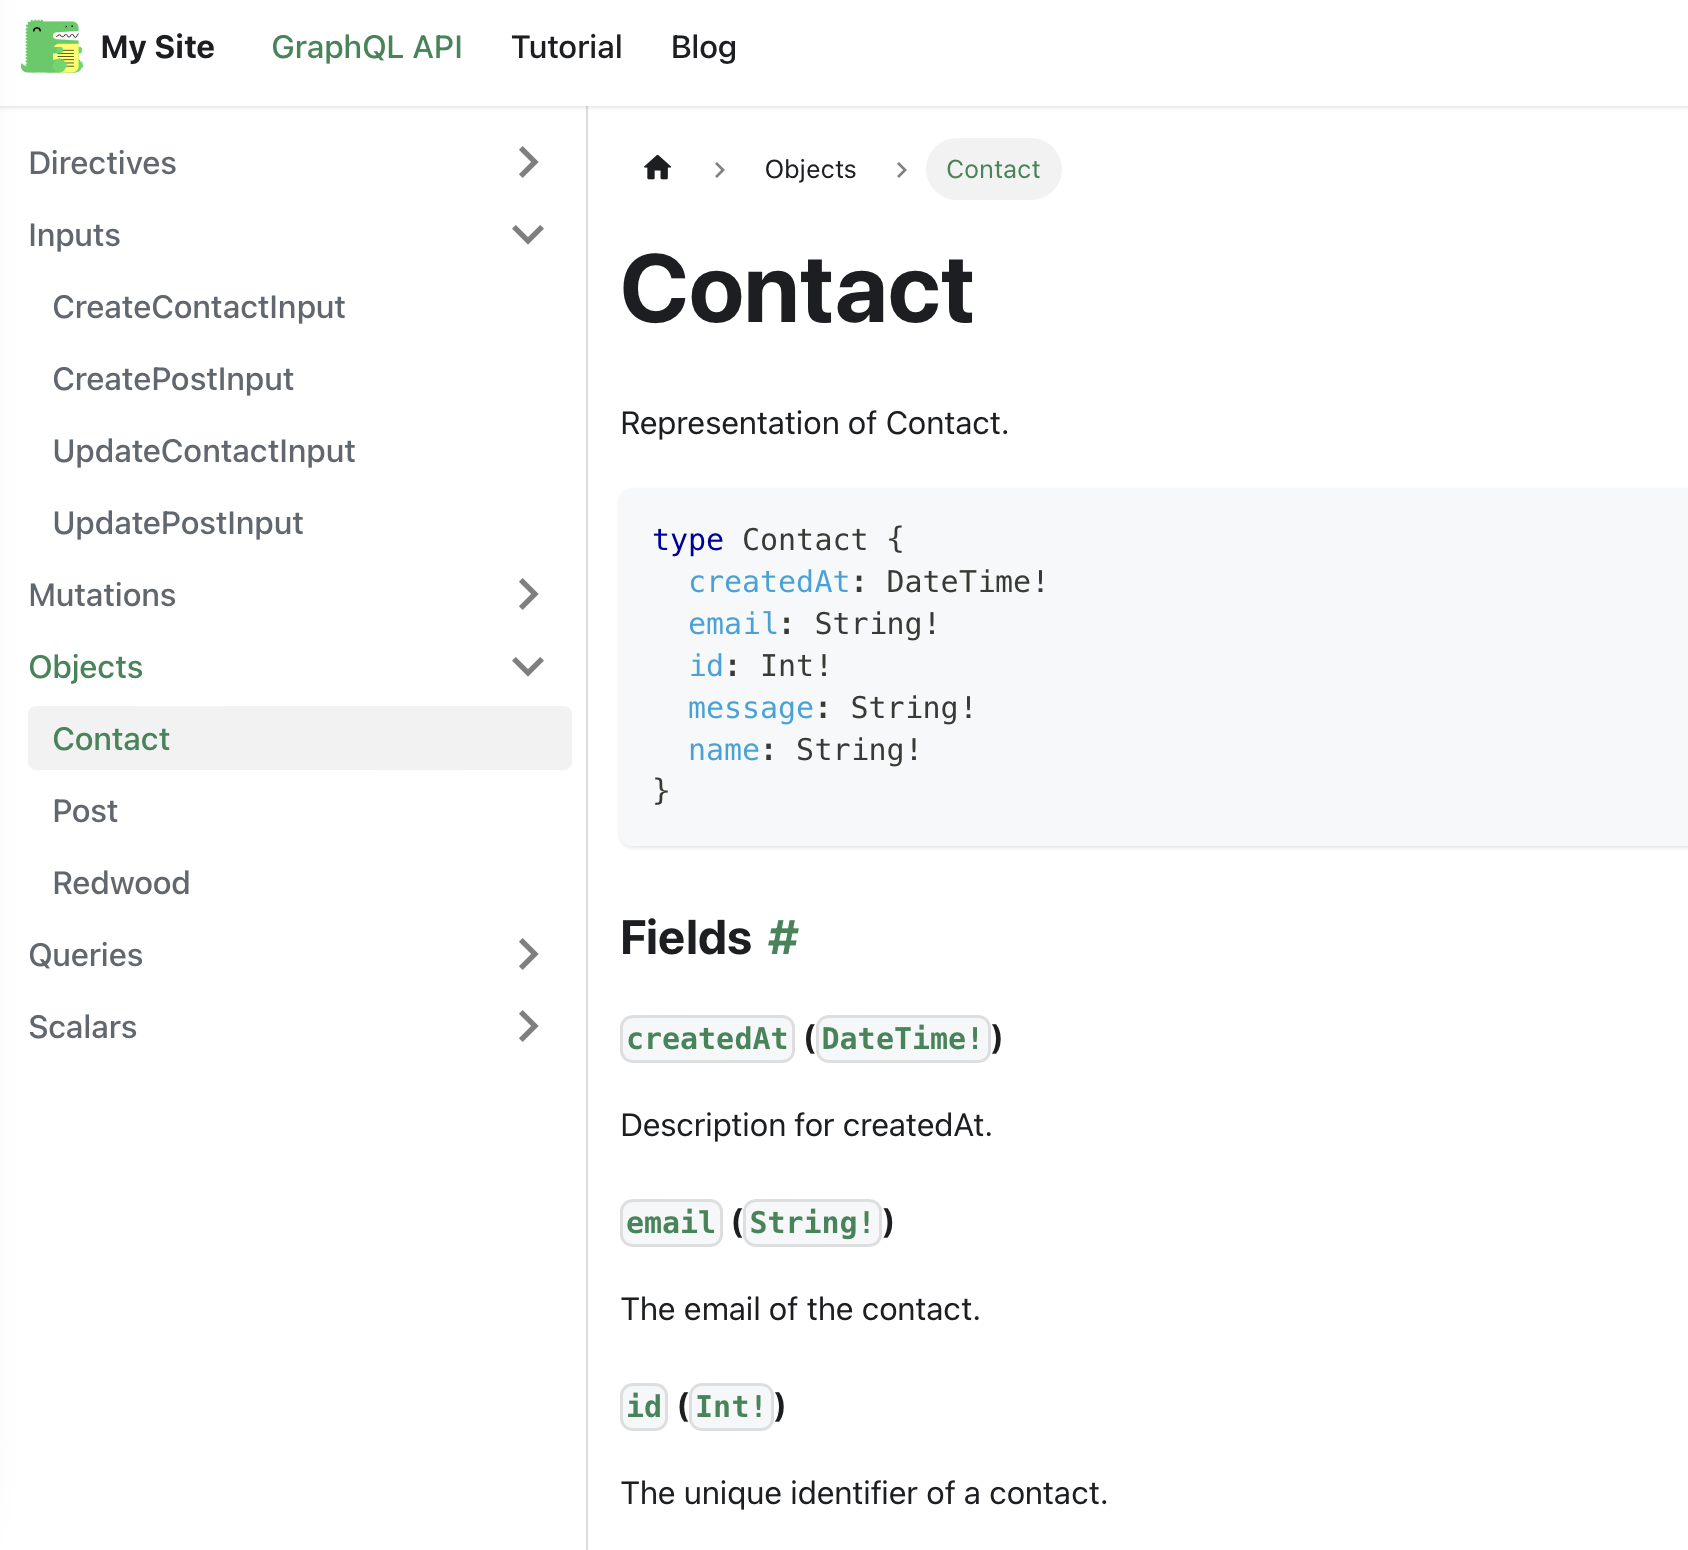 My Site GraphQL API Tutorial Blog
Directives
Inputs
CreateContactInput
CreatePostInput
UpdateContactInput
UpdatePostInput
Mutations
Objects
Contact
Post
Redwood
Queries
Scalars
Objects Contact
Contact
Representation of Contact.
type Contact {
  createdAt: DateTime!
  email: String!
  id: Int!
  message: String!
  name: String!
}
Fields #
createdAt (DateTime!)
Description for createdAt.
email (String!)
The email of the contact.
id (Int!)
The unique identifier of a contact.